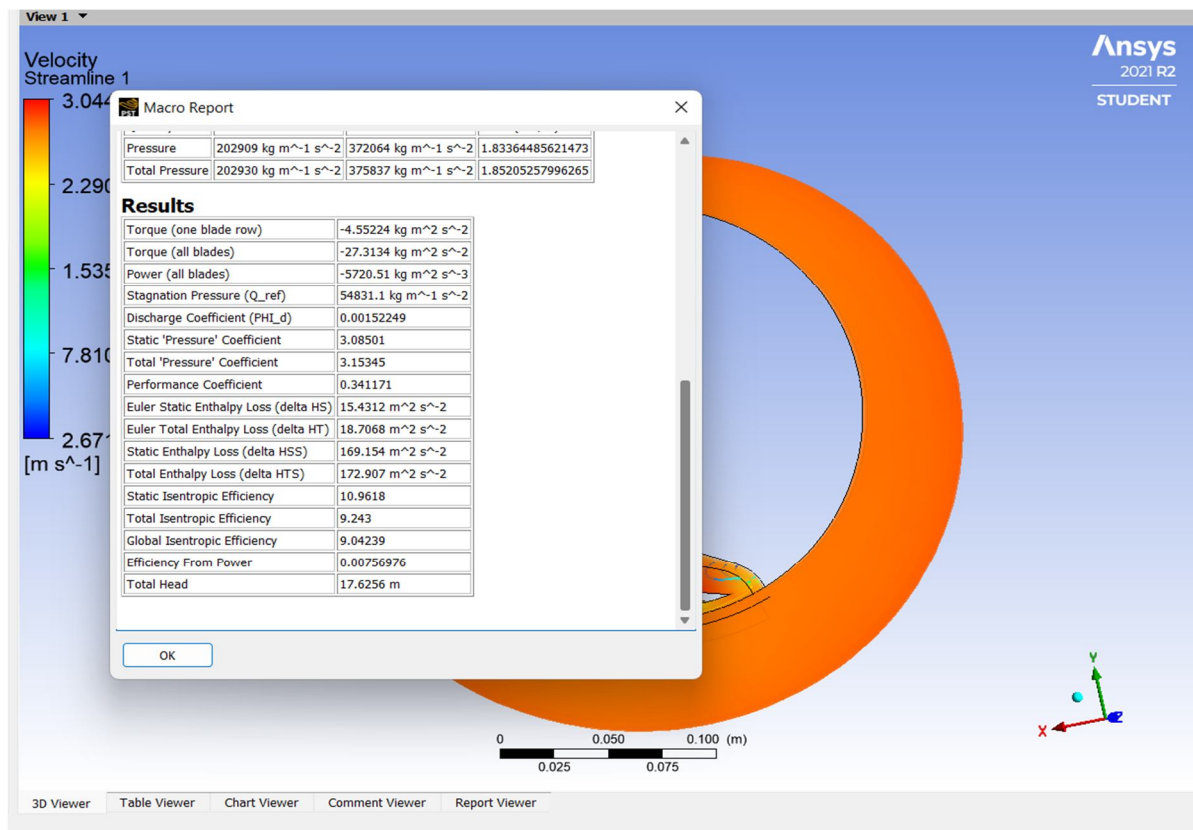 View 1
Velocity
Streamline 1
Ansys
2021 R2
STUDENT
3.044
2.290
1.535
7.810
2.671
[m s^-1]
PST Macro Report
Pressure 202909 kg m^-1 s^-2 372064 kg m^-1 s^-2 1.83364485621473
Total Pressure 202930 kg m^-1 s^-2 375837 kg m^-1 s^-2 1.85205257996265
Results
Torque (one blade row) -4.55224 kg m^2 s^-2
Torque (all blades) -27.3134 kg m^2 s^-2
Power (all blades) -5720.51 kg m^2 s^-3
Stagnation Pressure (Q_ref) 54831.1 kg m^-1 s^-2
Discharge Coefficient (PHI_d) 0.00152249
Static 'Pressure' Coefficient 3.08501
Total 'Pressure' Coefficient 3.15345
Performance Coefficient 0.341171
Euler Static Enthalpy Loss (delta HS) 15.4312 m^2 s^-2
Euler Total Enthalpy Loss (delta HT) 18.7068 m^2 s^-2
Static Enthalpy Loss (delta HSS) 169.154 m^2 s^-2
Total Enthalpy Loss (delta HTS) 172.907 m^2 s^-2
Static Isentropic Efficiency 10.9618
Total Isentropic Efficiency 9.243
Global Isentropic Efficiency 9.04239
Efficiency From Power 0.00756976
Total Head 17.6256 m
OK
0 0.050 0.100 (m)
0.025 0.075
Y
X
Z
3D Viewer Table Viewer Chart Viewer Comment Viewer Report Viewer